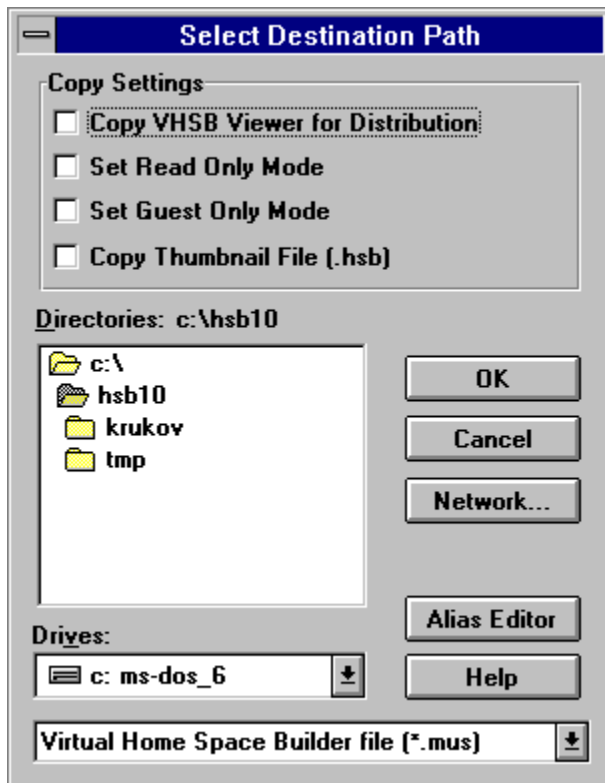 Select Destination Path
Copy Settings
Copy VHSB Viewer for Distribution
Set Read Only Mode
Set Guest Only Mode
Copy Thumbnail File (.hsb)
Directories: c:\hsb10
c:\
hsb10
krukov
tmp
OK
Cancel
Network...
Drives:
c: ms-dos_6
Alias Editor
Help
Virtual Home Space Builder file (*.mus)